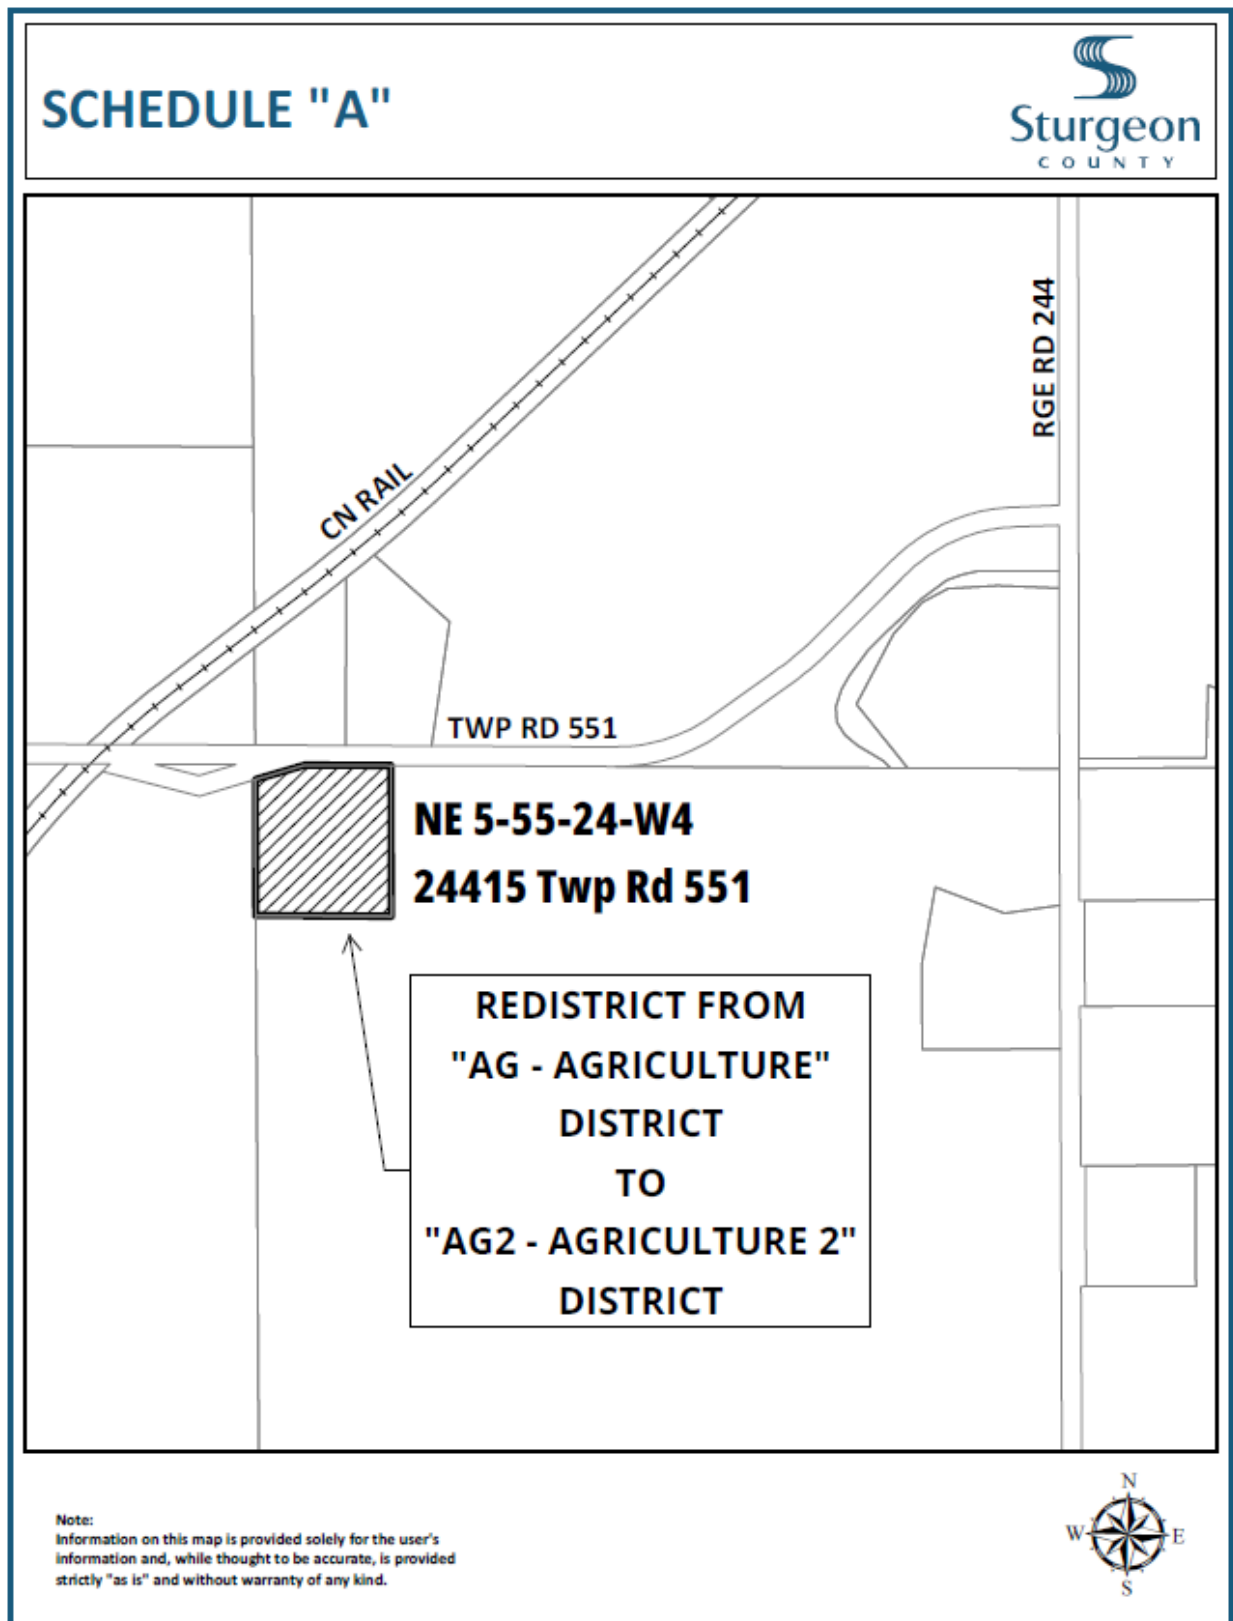 SCHEDULE "A"
Sturgeon
COUNTY
RGE RD 244
CN RAIL
TWP RD 551
NE 5-55-24-W4
24415 Twp Rd 551
REDISTRICT FROM
"AG - AGRICULTURE"
DISTRICT
TO
"AG2 - AGRICULTURE 2"
DISTRICT
Note:
Information on this map is provided solely for the user's
information and, while thought to be accurate, is provided
strictly "as is" and without warranty of any kind.
N
W
E
S